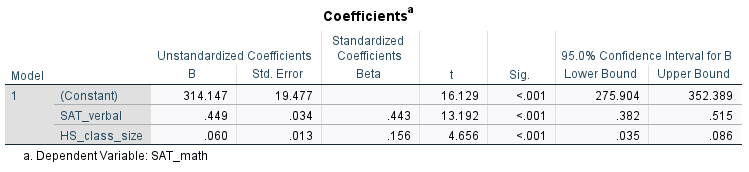 Coefficientsa
Unstandardized Coefficients Standardized Coefficients 95.0% Confidence Interval for B
Model B Std. Error Beta t Sig. Lower Bound Upper Bound
1 (Constant) 314.147 19.477 16.129 <.001 275.904 352.389
SAT_verbal .449 .034 .443 13.192 <.001 .382 .515
HS_class_size .060 .013 .156 4.656 <.001 .035 .086
a. Dependent Variable: SAT_math